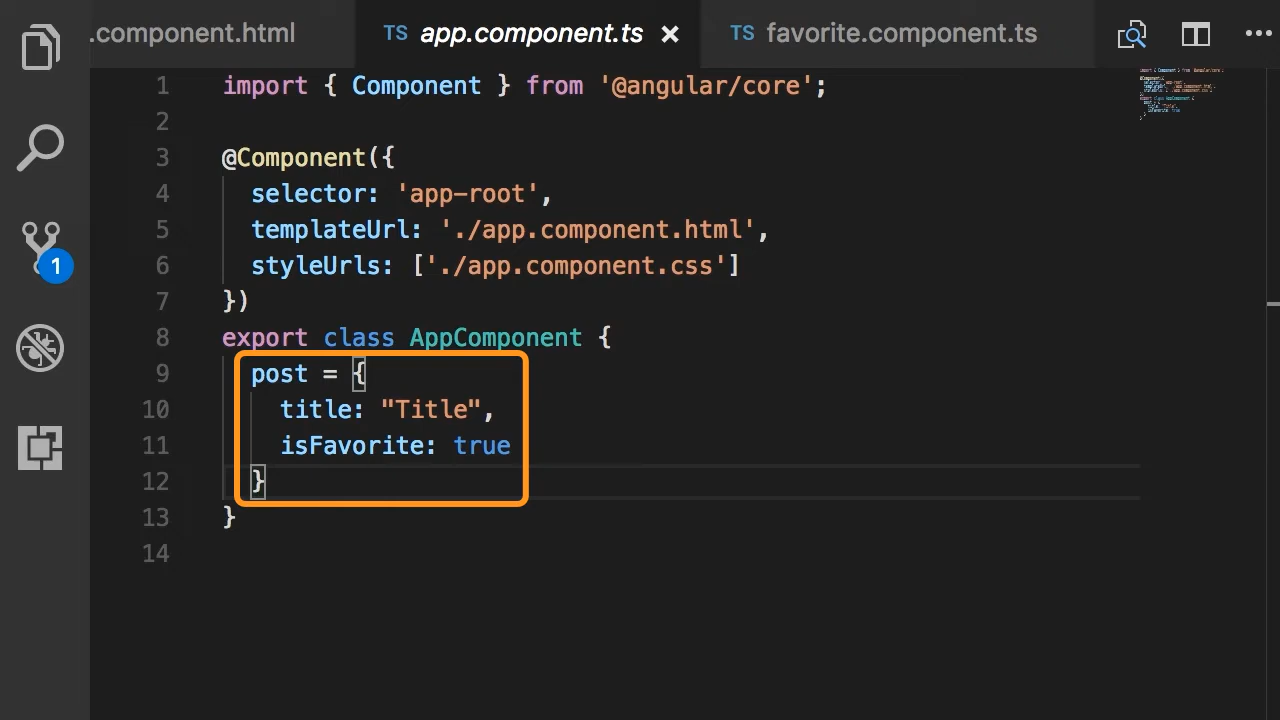 .component.html
TS app.component.ts ×
TS favorite.component.ts
1 import { Component } from '@angular/core';
2
3 @Component({
4 selector: 'app-root',
5 templateUrl: './app.component.html',
6 styleUrls: ['./app.component.css']
7 })
8 export class AppComponent {
9 post = {
10 title: "Title",
11 isFavorite: true
12 }
13 }
14
1